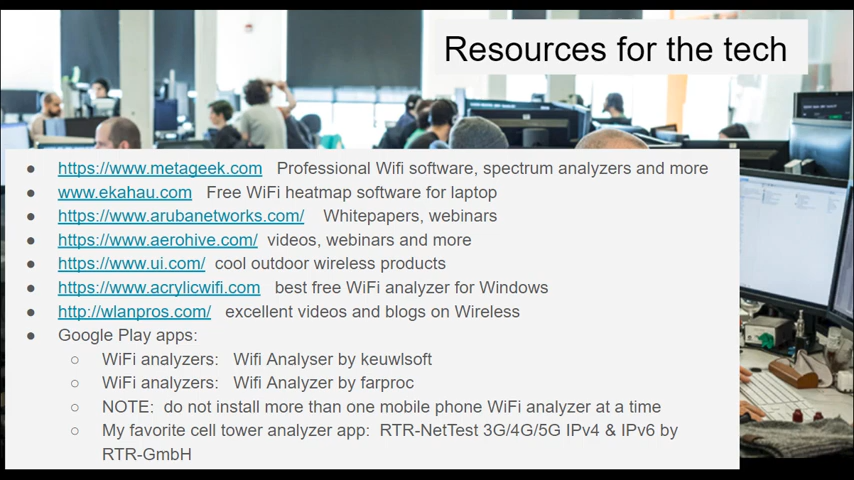 Resources for the tech
● https://www.metageek.com Professional Wifi software, spectrum analyzers and more
● www.ekahau.com Free WiFi heatmap software for laptop
● https://www.arubanetworks.com/ Whitepapers, webinars
● https://www.aerohive.com/ videos, webinars and more
● https://www.ui.com/ cool outdoor wireless products
● https://www.acrylicwifi.com best free WiFi analyzer for Windows
● http://wlanpros.com/ excellent videos and blogs on Wireless
● Google Play apps:
○ WiFi analyzers: Wifi Analyser by keuwlsoft
○ WiFi analyzers: Wifi Analyzer by farproc
○ NOTE: do not install more than one mobile phone WiFi analyzer at a time
○ My favorite cell tower analyzer app: RTR-NetTest 3G/4G/5G IPv4 & IPv6 by
RTR-GmbH